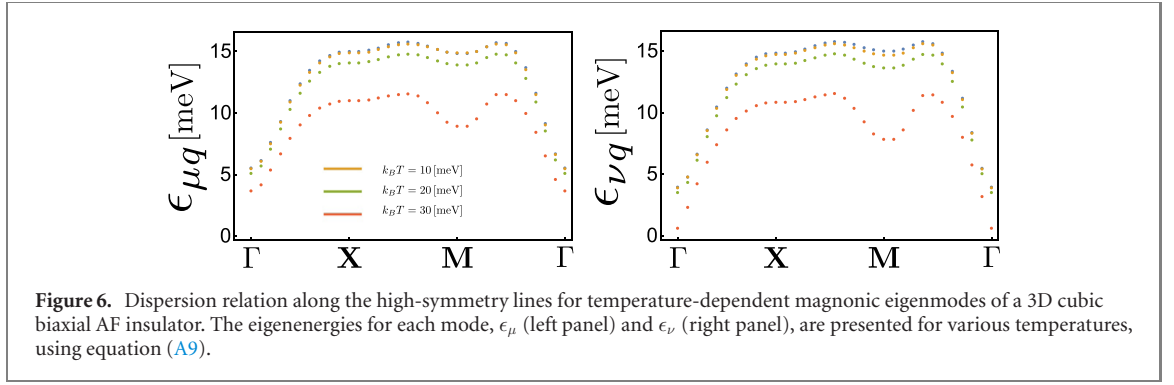 ϵμq [meV]
15
10
5
0
k_BT = 10 [meV]
k_BT = 20 [meV]
k_BT = 30 [meV]
Γ X M Γ
ϵνq [meV]
15
10
5
0
Γ X M Γ
Figure 6. Dispersion relation along the high-symmetry lines for temperature-dependent magnonic eigenmodes of a 3D cubic
biaxial AF insulator. The eigenenergies for each mode, ϵμ (left panel) and ϵν (right panel), are presented for various temperatures,
using equation (A9).